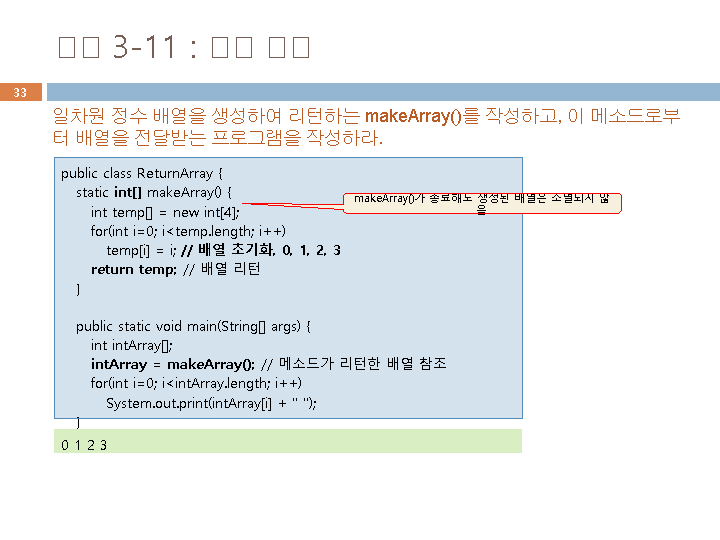 3-11 :
33
일차원 정수 배열을 생성하여 리턴하는 makeArray()를 작성하고, 이 메소드로부
터 배열을 전달받는 프로그램을 작성하라.
public class ReturnArray {
static int[] makeArray() {
int temp[] = new int[4];
for(int i=0; i<temp.length; i++)
temp[i] = i; // 배열 초기화, 0, 1, 2, 3
return temp; // 배열 리턴
}
makeArray()가 종료해도 생성된 배열은 소멸되지 않
음
public static void main(String[] args) {
int intArray[];
intArray = makeArray(); // 메소드가 리턴한 배열 참조
for(int i=0; i<intArray.length; i++)
System.out.print(intArray[i] + " ");
}
0 1 2 3